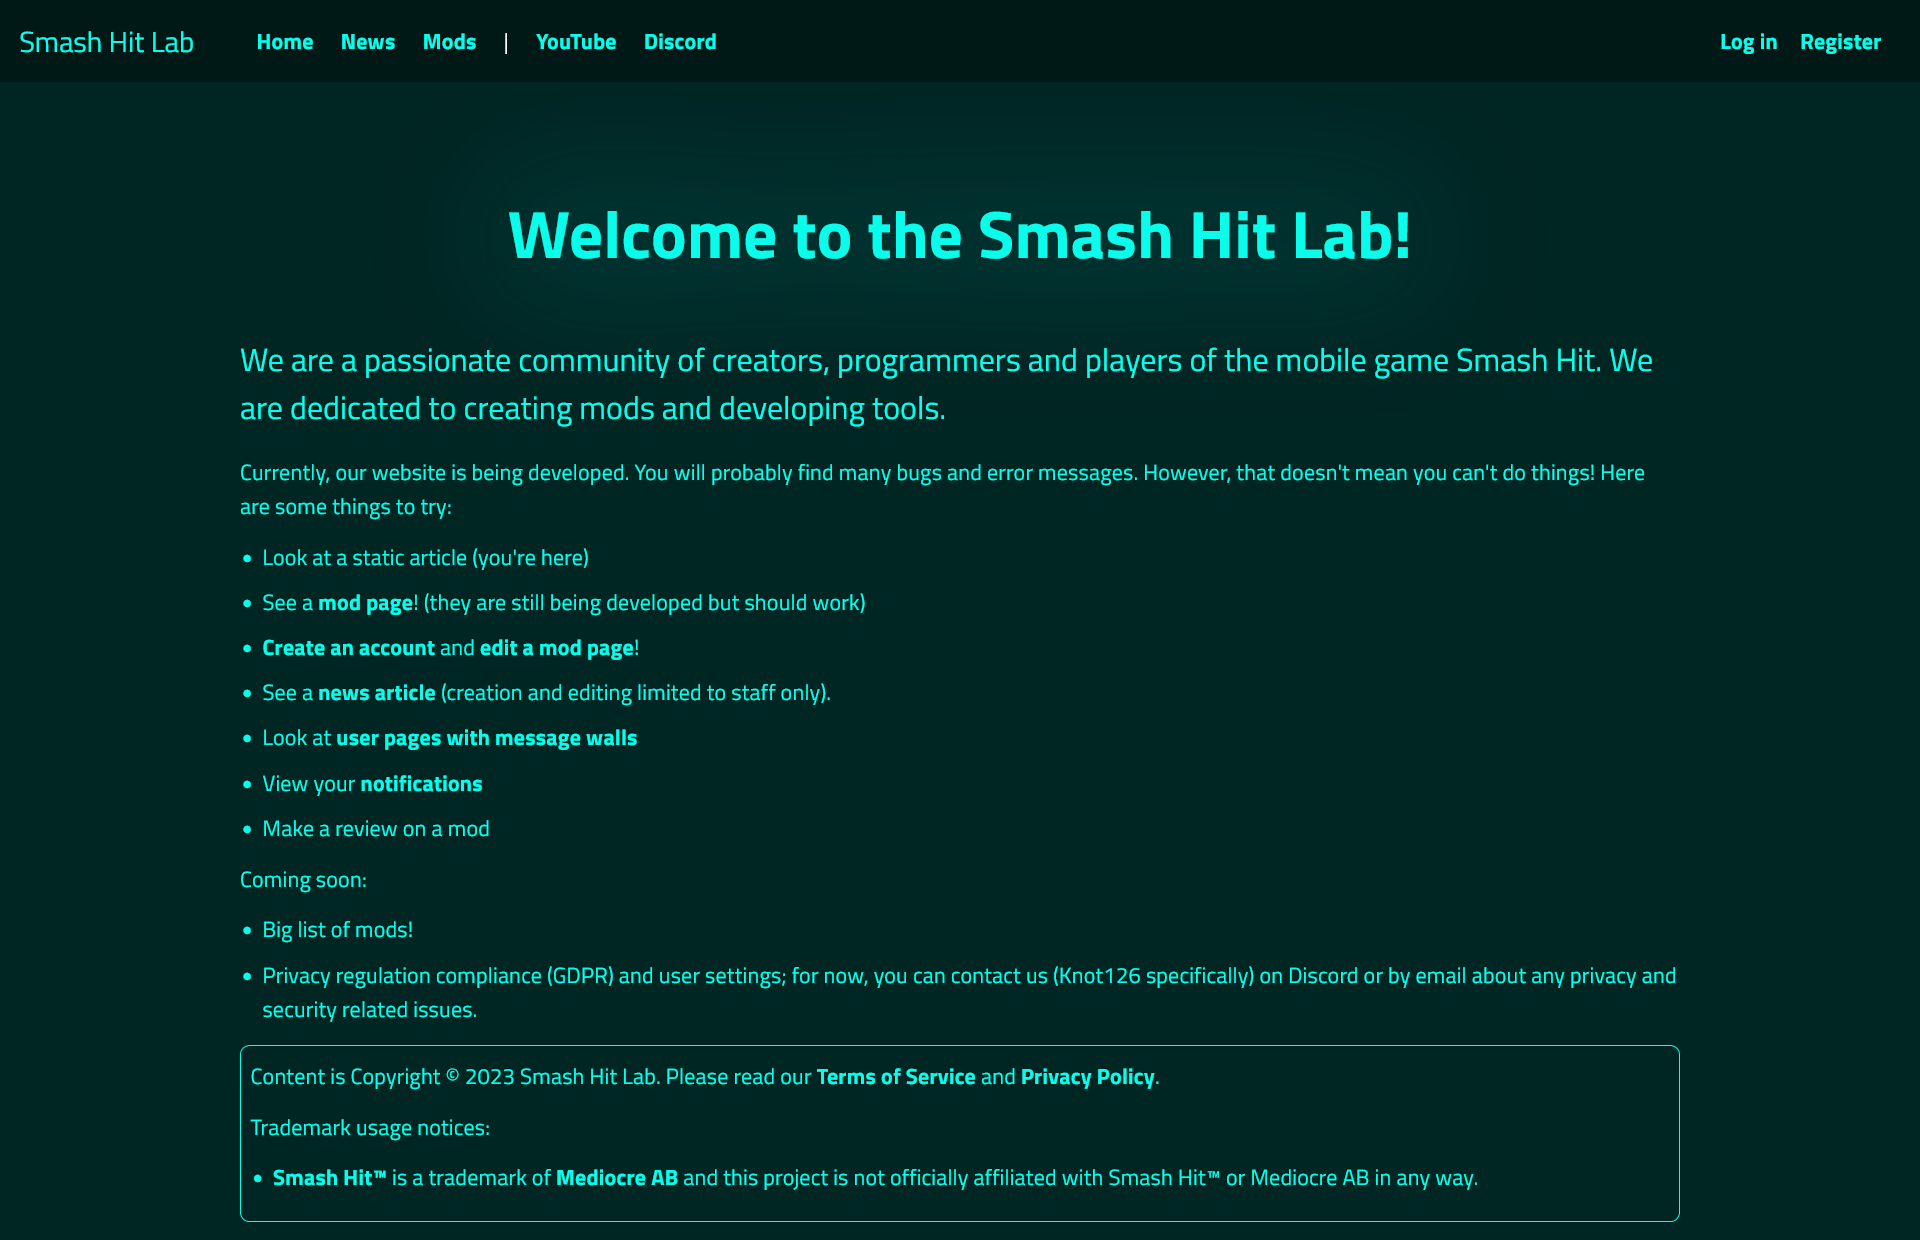 Smash Hit Lab Home News Mods | YouTube Discord Log in Register
Welcome to the Smash Hit Lab!
We are a passionate community of creators, programmers and players of the mobile game Smash Hit. We
are dedicated to creating mods and developing tools.
Currently, our website is being developed. You will probably find many bugs and error messages. However, that doesn't mean you can't do things! Here
are some things to try:
• Look at a static article (you're here)
• See a mod page! (they are still being developed but should work)
• Create an account and edit a mod page!
• See a news article (creation and editing limited to staff only).
• Look at user pages with message walls
• View your notifications
• Make a review on a mod
Coming soon:
• Big list of mods!
• Privacy regulation compliance (GDPR) and user settings; for now, you can contact us (Knot126 specifically) on Discord or by email about any privacy and
security related issues.
Content is Copyright © 2023 Smash Hit Lab. Please read our Terms of Service and Privacy Policy.
Trademark usage notices:
• Smash Hit™ is a trademark of Mediocre AB and this project is not officially affiliated with Smash Hit™ or Mediocre AB in any way.